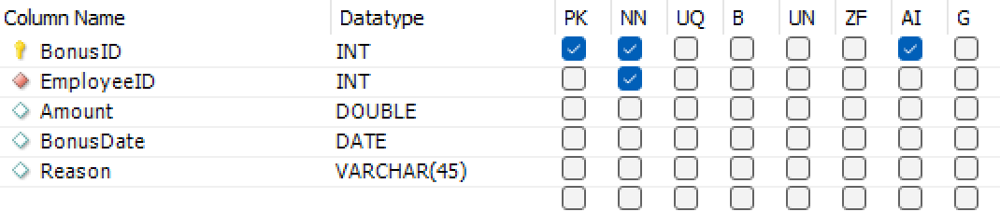 Column Name Datatype PK NN UQ B UN ZF AI G
BonusID INT
EmployeeID INT
Amount DOUBLE
BonusDate DATE
Reason VARCHAR(45)